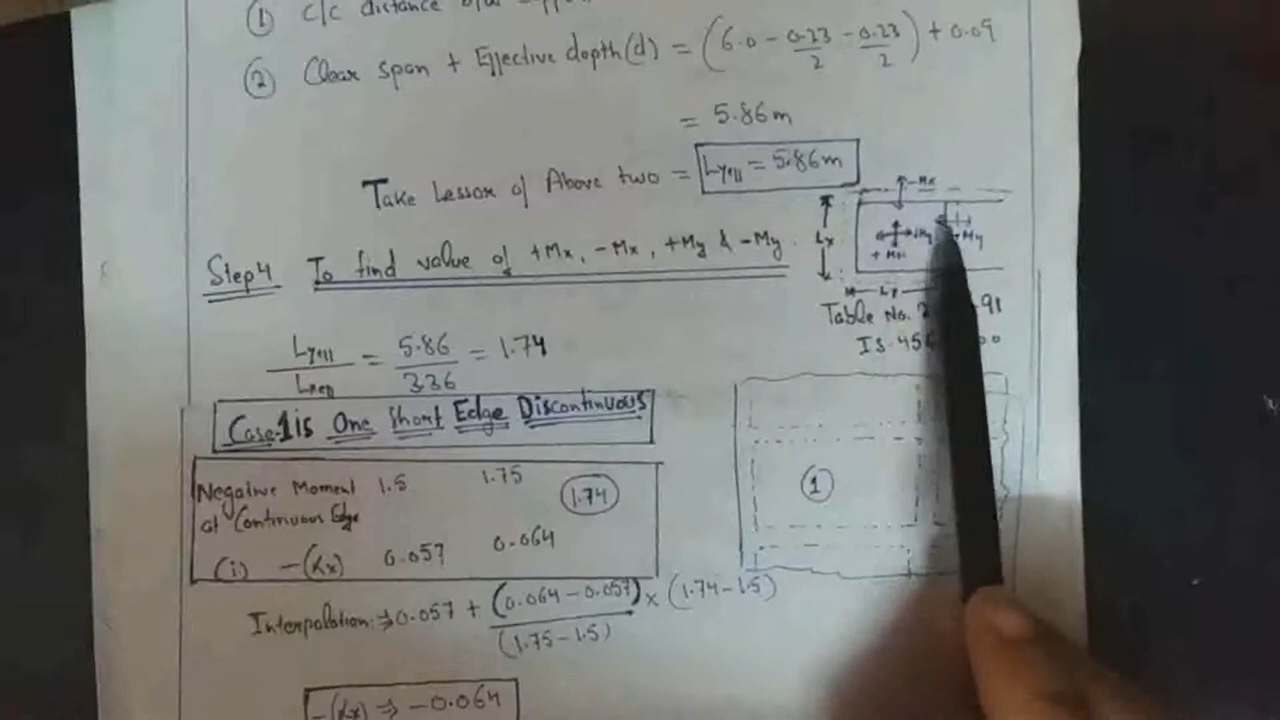 ① C/c distance
② Clear span + Effective depth(d) = (6.0 - 0.23/2 - 0.23/2) + 0.09
= 5.86m
Take Lessor of Above two = Lyeff = 5.86m
-Mx
Lx
+My
-My
+Mx
Ly
Step4 To find value of +Mx, -Mx, +My & -My.
Table No. 91
IS-456
Lyeff/Lxeff = 5.86/3.36 = 1.74
Case-1 is One Short Edge Discontinuous
Negative Moment 1.5 1.75 1.74
at Continuous Edge
(i) -(αx) 0.057 0.064
1
Interpolation:⇒ 0.057 + (0.064-0.057)/(1.75-1.5) × (1.74-1.5)
-(αx) ⇒ -0.064